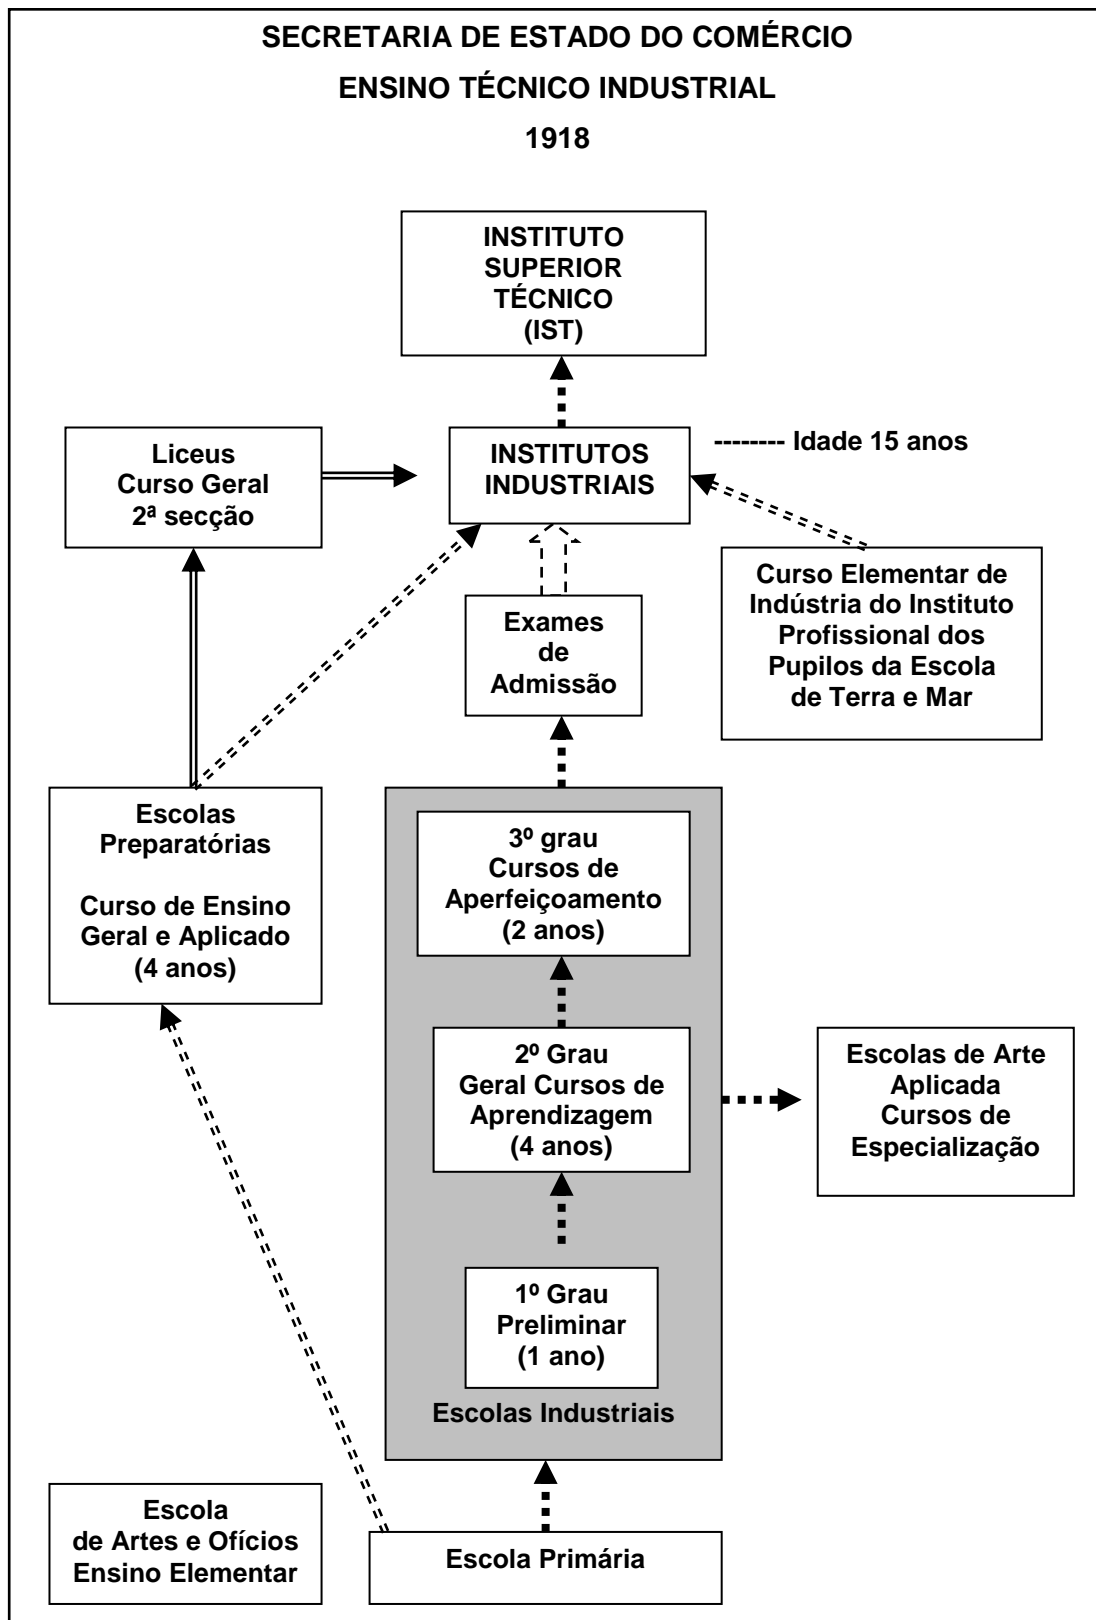 SECRETARIA DE ESTADO DO COMÉRCIO
ENSINO TÉCNICO INDUSTRIAL
1918
INSTITUTO
SUPERIOR
TÉCNICO
(IST)
Liceus
Curso Geral
2ª secção
INSTITUTOS
INDUSTRIAIS
-------- Idade 15 anos
Curso Elementar de
Indústria do Instituto
Profissional dos
Pupilos da Escola
de Terra e Mar
Exames
de
Admissão
Escolas
Preparatórias
Curso de Ensino
Geral e Aplicado
(4 anos)
3º grau
Cursos de
Aperfeiçoamento
(2 anos)
2º Grau
Geral Cursos de
Aprendizagem
(4 anos)
Escolas de Arte
Aplicada
Cursos de
Especialização
1º Grau
Preliminar
(1 ano)
Escolas Industriais
Escola
de Artes e Ofícios
Ensino Elementar
Escola Primária